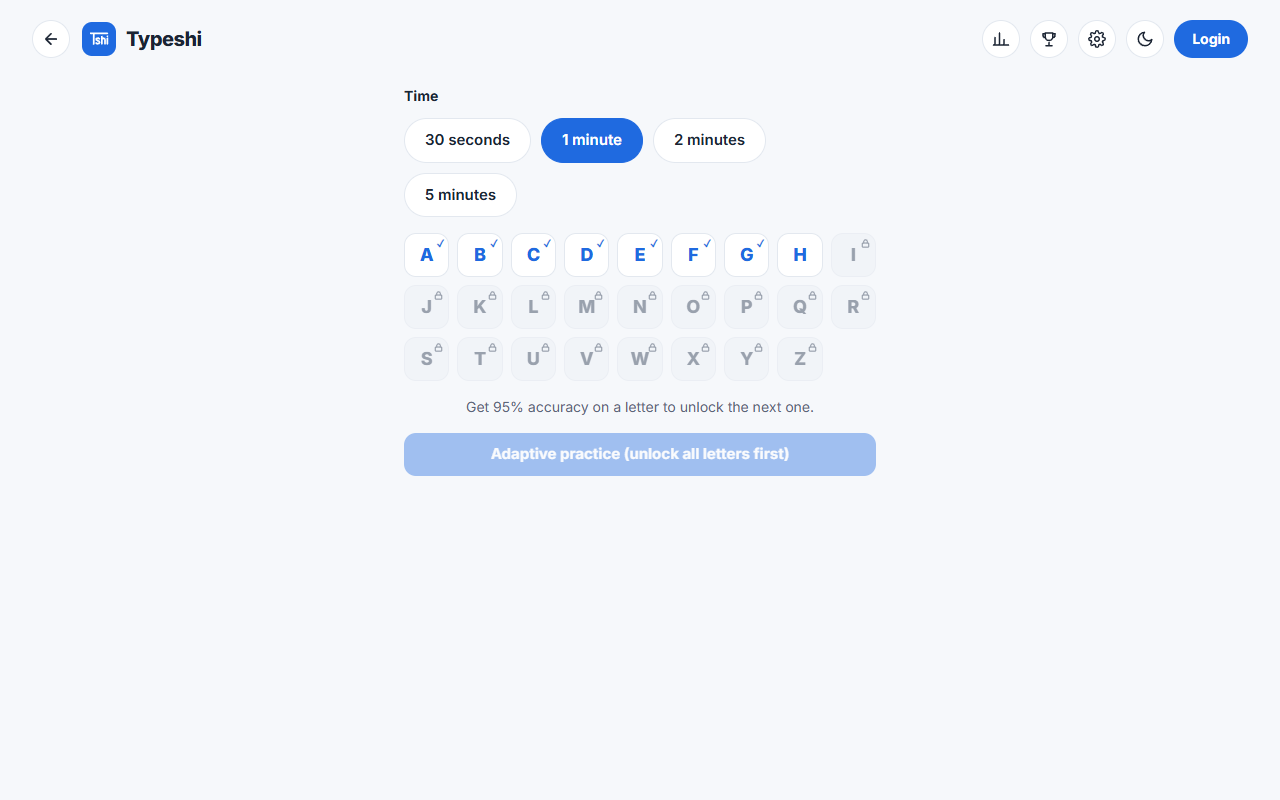 Tshi Typeshi Login
Time
30 seconds 1 minute 2 minutes
5 minutes
A B C D E F G H I
J K L M N O P Q R
S T U V W X Y Z
Get 95% accuracy on a letter to unlock the next one.
Adaptive practice (unlock all letters first)